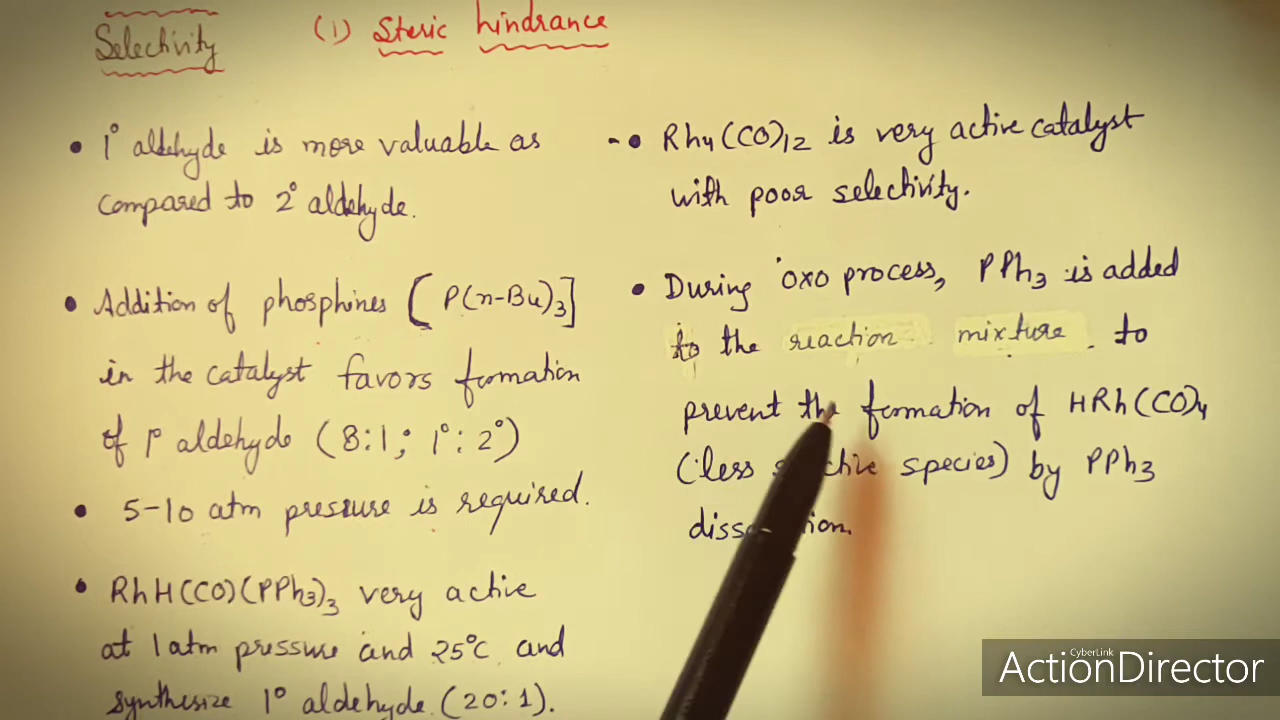 Selectivity (1) Steric hindrance
• 1° aldehyde is more valuable as
compared to 2° aldehyde.
• Addition of phosphines [P(n-Bu)3]
in the catalyst favors formation
of 1° aldehyde (8:1; 1°:2°)
• 5-10 atm pressure is required.
• RhH(CO)(PPh3)3 very active
at 1 atm pressure and 25°C and
synthesize 1° aldehyde (20:1).
• Rh4(CO)12 is very active catalyst
with poor selectivity.
• During oxo process, PPh3 is added
to the reaction mixture to
prevent the formation of HRh(CO)4
(less species) by PPh3
CyberLink
ActionDirector